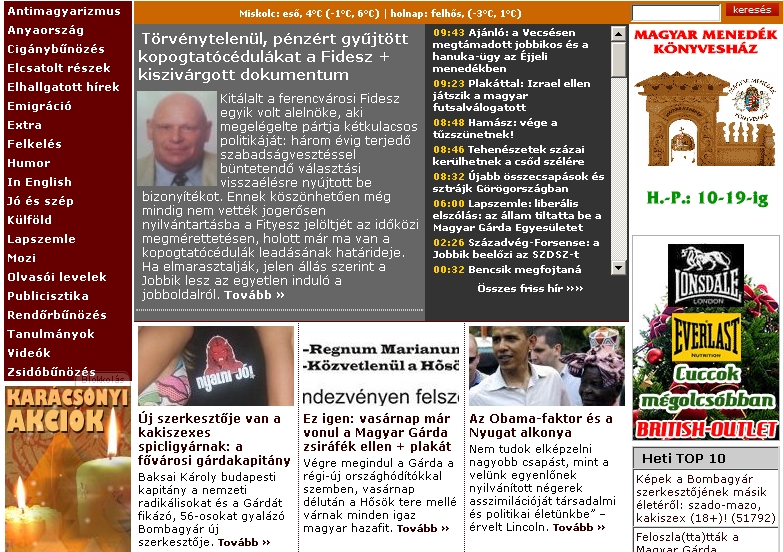 Antimagyarizmus
Anyaország
Cigánybűnözés
Elcsatolt részek
Elhallgatott hírek
Emigráció
Extra
Felkelés
Humor
In English
Jó és szép
Külföld
Lapszemle
Mozi
Olvasói levelek
Publicisztika
Rendőrbűnözés
Tanulmányok
Videók
Zsidóbűnözés
Blokkolás
KARÁCSONYI
AKCIÓK
Miskolc: eső, 4°C (-1°C, 6°C) | holnap: felhős, (-3°C, 1°C)
Törvénytelenül, pénzért gyűjtött
kopogtatócédulákat a Fidesz +
kiszivárgott dokumentum
Kitálalt a ferencvárosi Fidesz
egyik volt alelnöke, aki
megelégelte pártja kétkulacsos
politikáját: három évig terjedő
szabadságvesztéssel
büntetendő választási
visszaélésre nyújtott be
bizonyítékot. Ennek köszönhetően még
mindig nem vették jogerősen
nyilvántartásba a Fityesz jelöltjét az időközi
megmérettetésen, holott már ma van a
kopogtatócédulák leadásának határideje.
Ha elmarasztalják, jelen állás szerint a
Jobbik lesz az egyetlen induló a
jobboldalról. Tovább ››
09:43 Ajánló: a Vecsésen
megtámadott jobbikos és a
hanuka-ügy az Éjjeli
menedékben
09:23 Plakáttal: Izrael ellen
játszik a magyar
futsalválogatott
08:48 Hamász: vége a
tűzszünetnek!
08:46 Tehenészetek százai
kerülhetnek a csőd szélére
08:32 Újabb összecsapások és
sztrájk Görögországban
06:00 Lapszemle: liberális
elszólás: az állam tiltatta be a
Magyar Gárda Egyesületet
02:26 Századvég-Forsense: a
Jobbik beelőzi az SZDSZ-t
00:32 Bencsik megfojtaná
Összes friss hír ››››
nyalni jót
Új szerkesztője van a
kakiszexes
spicligyárnak: a
fővárosi gárdakapitány
Baksai Károly budapesti
kapitány a nemzeti
radikálisokat és a Gárdát
fikázó, 56-osokat gyalázó
Bombagyár új
szerkesztője. Tovább ››
-Regnum Marianum
-Közvetlenül a Hősö
ndezvényen felsze
Ez igen: vasárnap már
vonul a Magyar Gárda
zsiráfék ellen + plakát
Végre megindul a Gárda a
régi-új országhódítókkal
szemben, vasárnap
délután a Hősök tere mellé
várnak minden igaz
magyar hazafit. Tovább ››
Az Obama-faktor és a
Nyugat alkonya
Nem tudok elképzelni
nagyobb csapást, mint a
velünk egyenlőnek
nyilvánított négerek
asszimilációját társadalmi
és politikai életünkbe” –
érvelt Lincoln. Tovább ››
keresés
MAGYAR MENEDÉK
KÖNYVESHÁZ
H.-P.: 10-19-ig
LONSDALE
LONDON
EVERLAST
NUTRITION
Cuccok
mégolcsóbban
BRITISH-OUTLET
Heti TOP 10
Képek a Bombagyár
szerkesztőjének másik
életéről: szado-mazo,
kakiszex (18+)! (51792)
Feloszla(tta)tták a